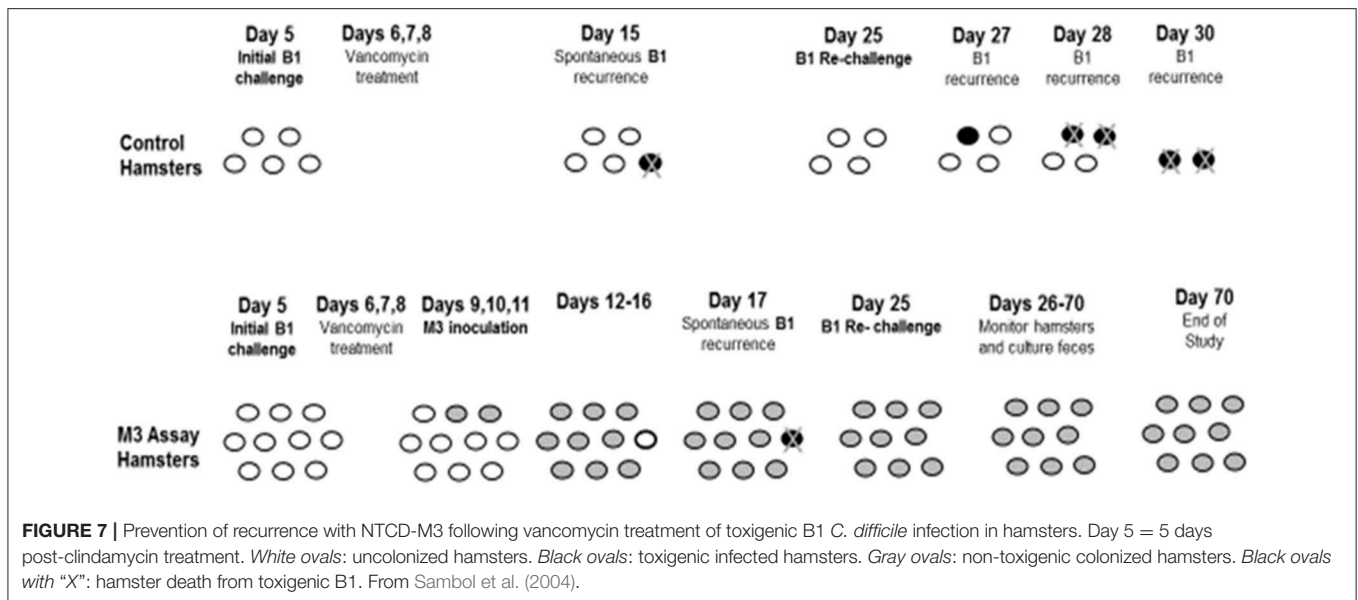 Day 5 Days 6,7,8 Day 15 Day 25 Day 27 Day 28 Day 30
Initial B1 Vancomycin Spontaneous B1 B1 Re-challenge B1 B1 B1
challenge treatment recurrence recurrence recurrence recurrence
Control
Hamsters
Day 5 Days 6,7,8 Days 9,10,11 Days 12-16 Day 17 Day 25 Days 26-70 Day 70
Initial B1 Vancomycin M3 inoculation Spontaneous B1 B1 Re- challenge Monitor hamsters End of
challenge treatment recurrence and culture feces Study
M3 Assay
Hamsters
FIGURE 7 | Prevention of recurrence with NTCD-M3 following vancomycin treatment of toxigenic B1 C. difficile infection in hamsters. Day 5 = 5 days
post-clindamycin treatment. White ovals: uncolonized hamsters. Black ovals: toxigenic infected hamsters. Gray ovals: non-toxigenic colonized hamsters. Black ovals
with “X”: hamster death from toxigenic B1. From Sambol et al. (2004).